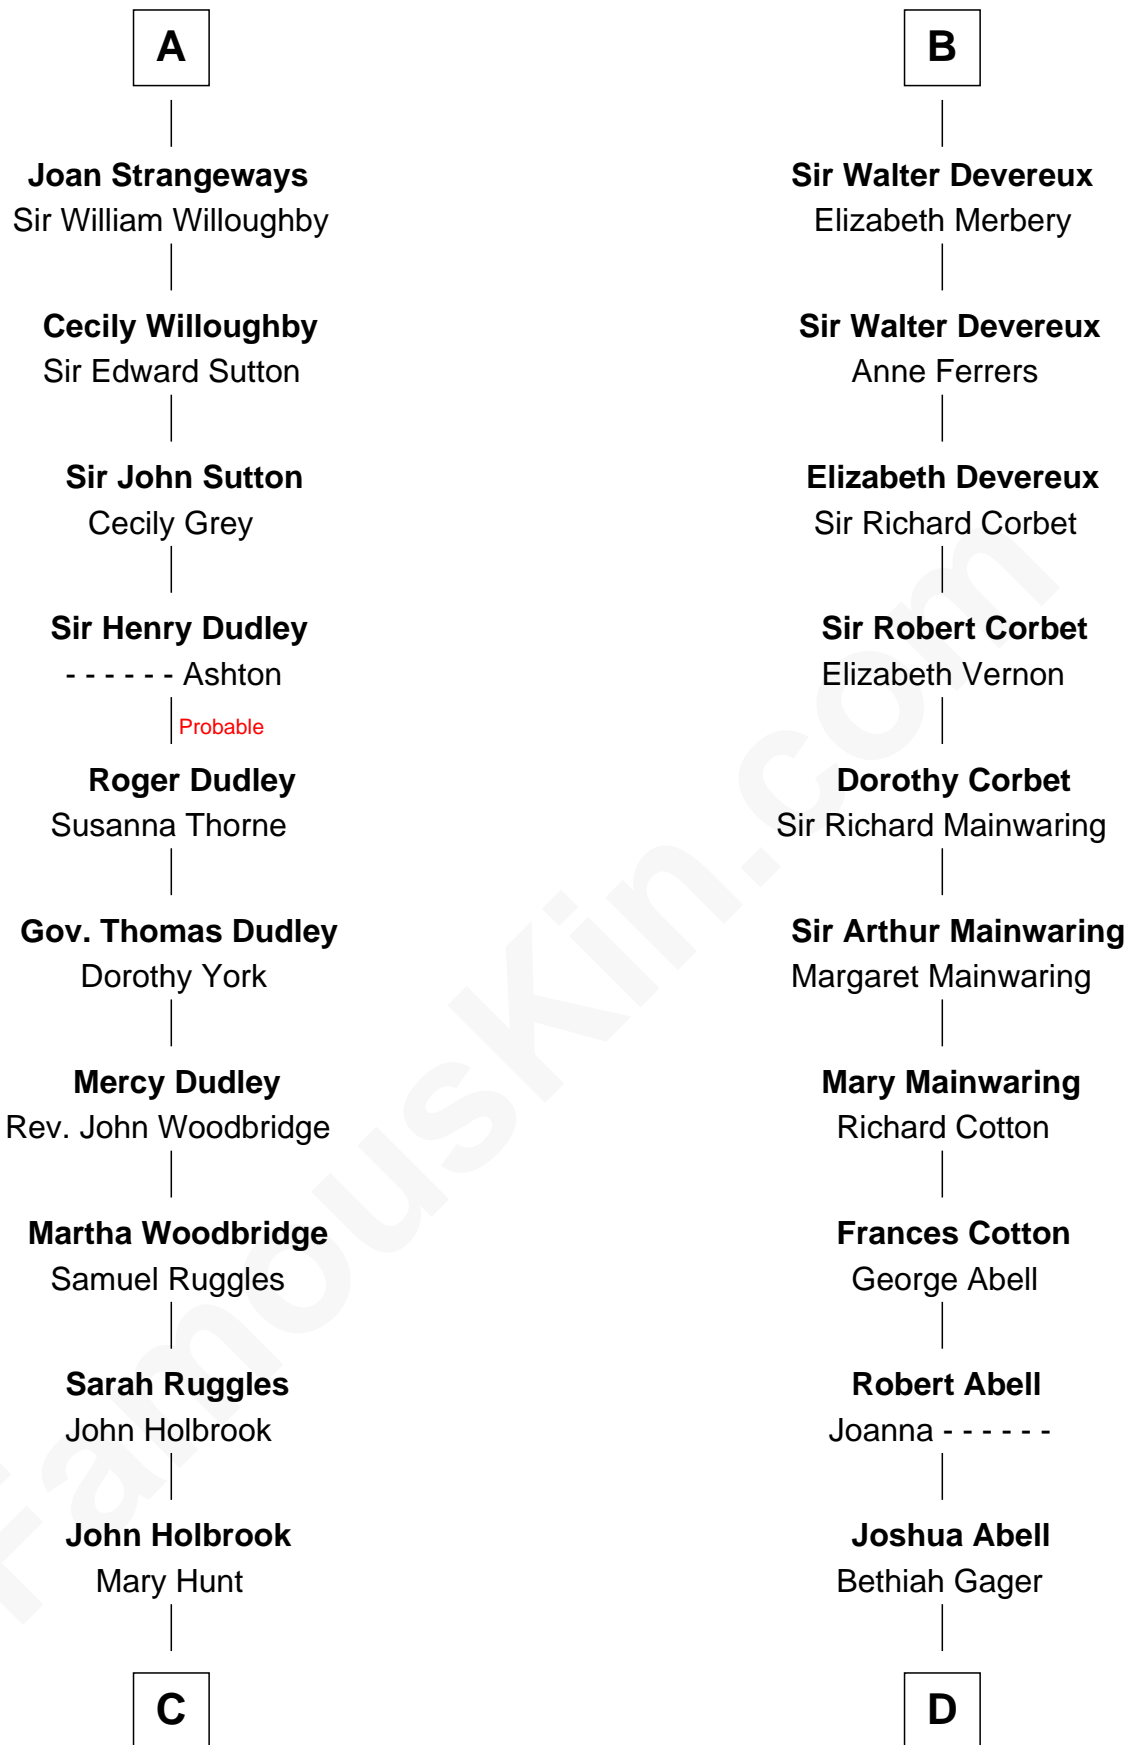 A
Joan Strangeways
Sir William Willoughby
Cecily Willoughby
Sir Edward Sutton
Sir John Sutton
Cecily Grey
Sir Henry Dudley
- - - - - - Ashton
Probable
Roger Dudley
Susanna Thorne
Gov. Thomas Dudley
Dorothy York
Mercy Dudley
Rev. John Woodbridge
Martha Woodbridge
Samuel Ruggles
Sarah Ruggles
John Holbrook
John Holbrook
Mary Hunt
C
B
Sir Walter Devereux
Elizabeth Merbery
Sir Walter Devereux
Anne Ferrers
Elizabeth Devereux
Sir Richard Corbet
Sir Robert Corbet
Elizabeth Vernon
Dorothy Corbet
Sir Richard Mainwaring
Sir Arthur Mainwaring
Margaret Mainwaring
Mary Mainwaring
Richard Cotton
Frances Cotton
George Abell
Robert Abell
Joanna - - - - - -
Joshua Abell
Bethiah Gager
D
FamousKin.com